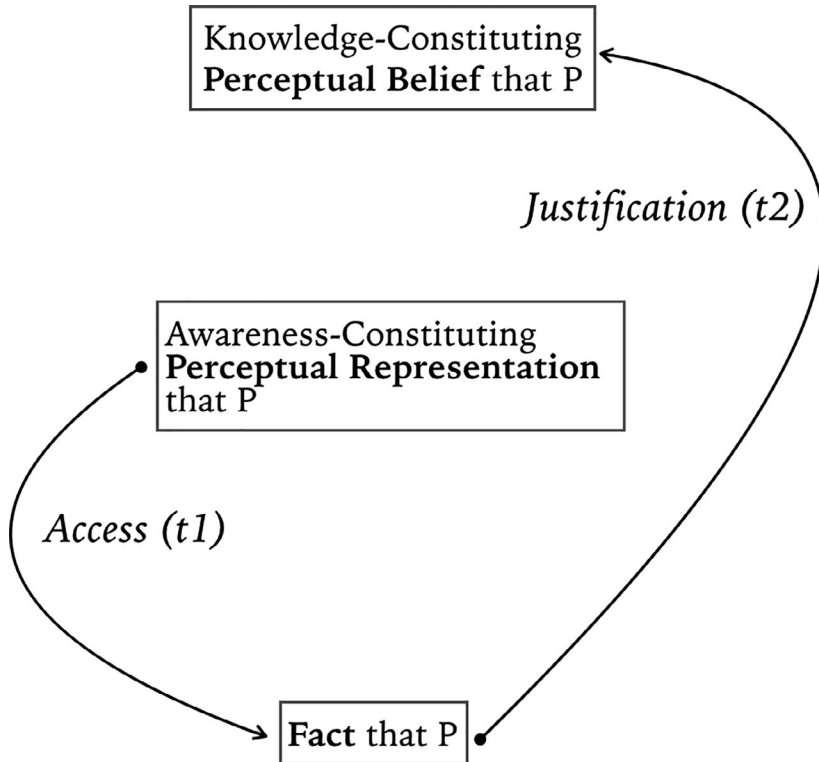 Knowledge-Constituting
Perceptual Belief that P
Justification (t2)
Awareness-Constituting
Perceptual Representation
that P
Access (t1)
Fact that P